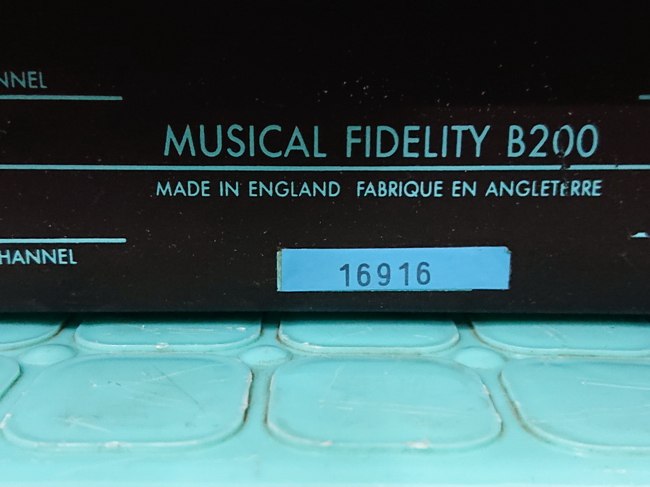 NNEL
MUSICAL FIDELITY B200
MADE IN ENGLAND FABRIQUE EN ANGLETERRE
HANNEL
16916